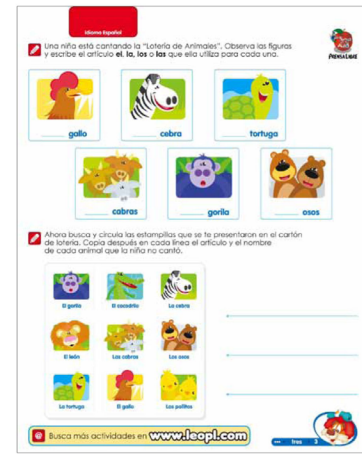 Idioma Español
PRENSA LIBRE
Una niña está cantando la "Lotería de Animales". Observa las figuras
y escribe el artículo el, la, los o las que ella utiliza para cada una.
gallo
cebra
tortuga
cabras
gorila
osos
Ahora busca y circula las estampillas que se te presentaron en el cartón
de lotería. Copia después en cada línea el artículo y el nombre
de cada animal que la niña no cantó.
El gorila
El cocodrilo
La cebra
El león
Las cabras
Los osos
La tortuga
El gallo
Los pollitos
@ Busca más actividades en www.leopl.com
tres 3